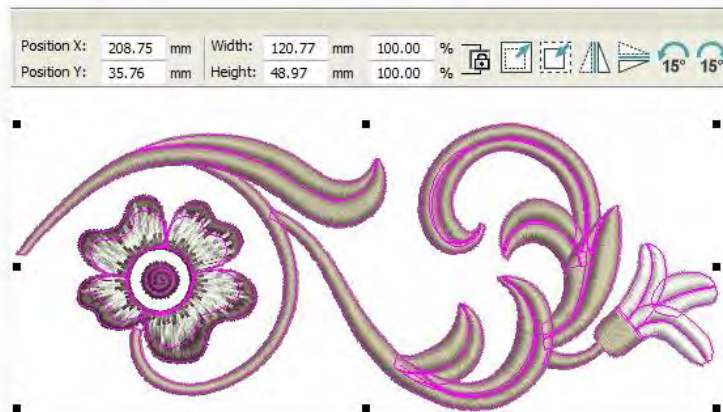 Position X: 208.75 mm Width: 120.77 mm 100.00 %
Position Y: 35.76 mm Height: 48.97 mm 100.00 %
15° 15°